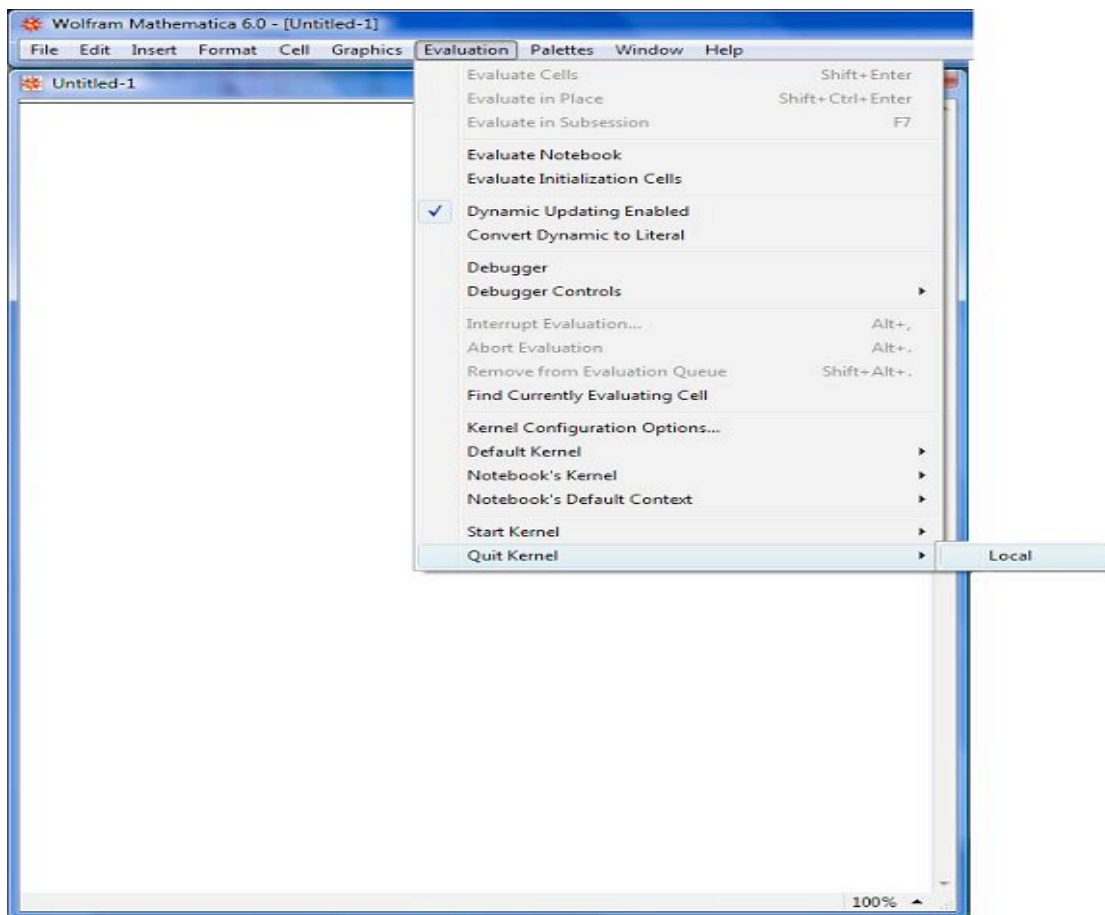 Wolfram Mathematica 6.0 - [Untitled-1]
File Edit Insert Format Cell Graphics Evaluation Palettes Window Help
Untitled-1
Evaluate Cells Shift+Enter
Evaluate in Place Shift+Ctrl+Enter
Evaluate in Subsession F7
Evaluate Notebook
Evaluate Initialization Cells
Dynamic Updating Enabled
Convert Dynamic to Literal
Debugger
Debugger Controls
Interrupt Evaluation... Alt+,
Abort Evaluation Alt+.
Remove from Evaluation Queue Shift+Alt+.
Find Currently Evaluating Cell
Kernel Configuration Options...
Default Kernel
Notebook's Kernel
Notebook's Default Context
Start Kernel
Quit Kernel Local
100%